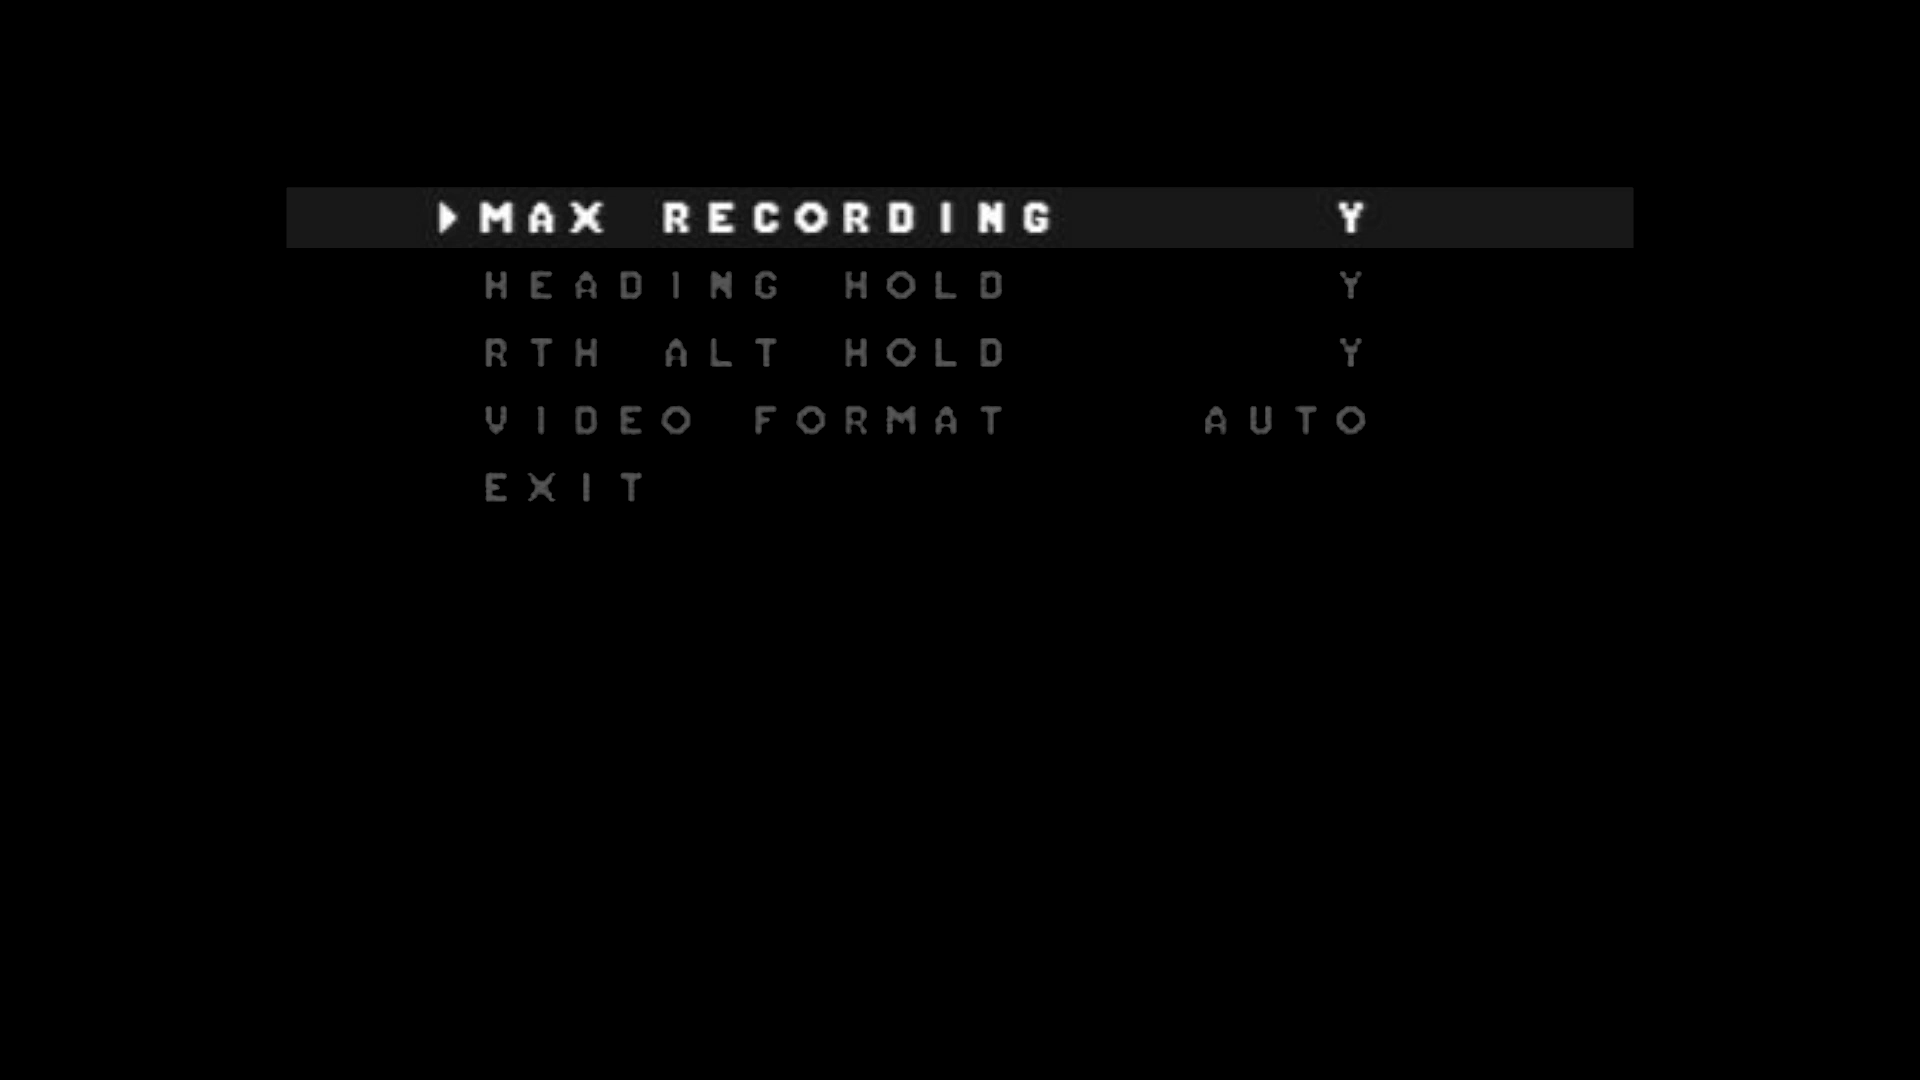 MAX RECORDING Y
HEADING HOLD Y
RTH ALT HOLD Y
VIDEO FORMAT AUTO
EXIT